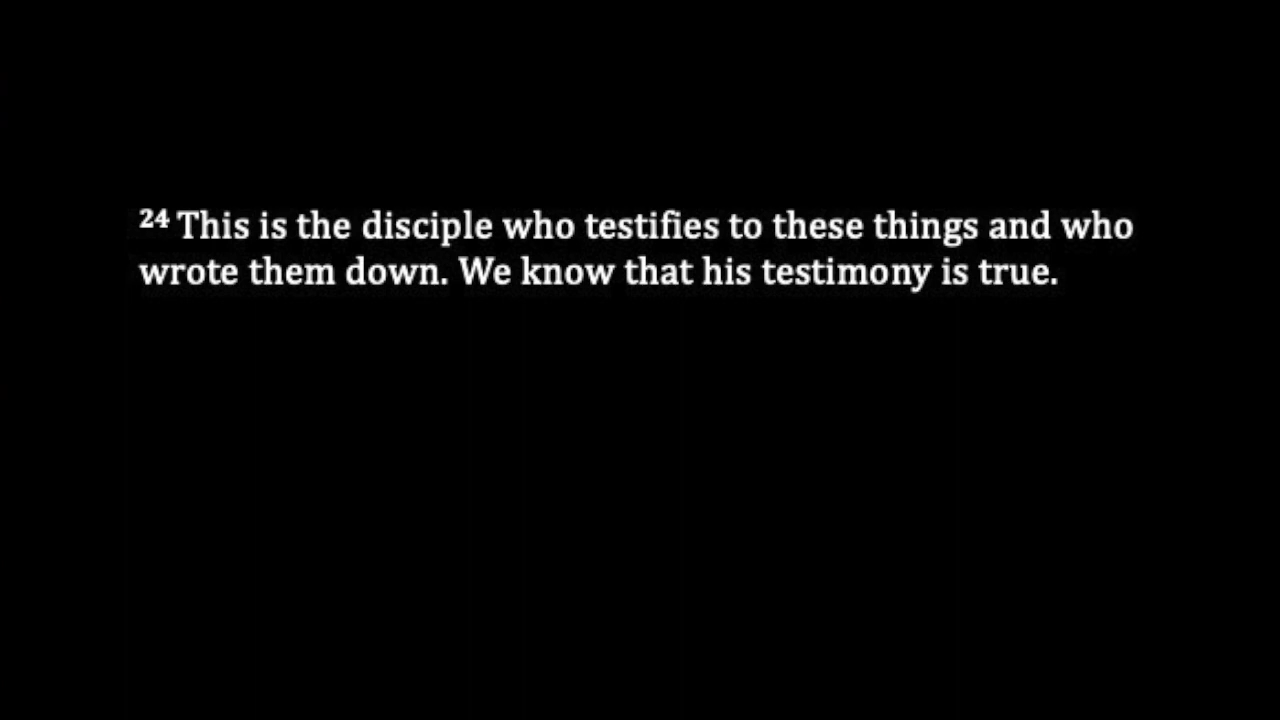 24 This is the disciple who testifies to these things and who
wrote them down. We know that his testimony is true.